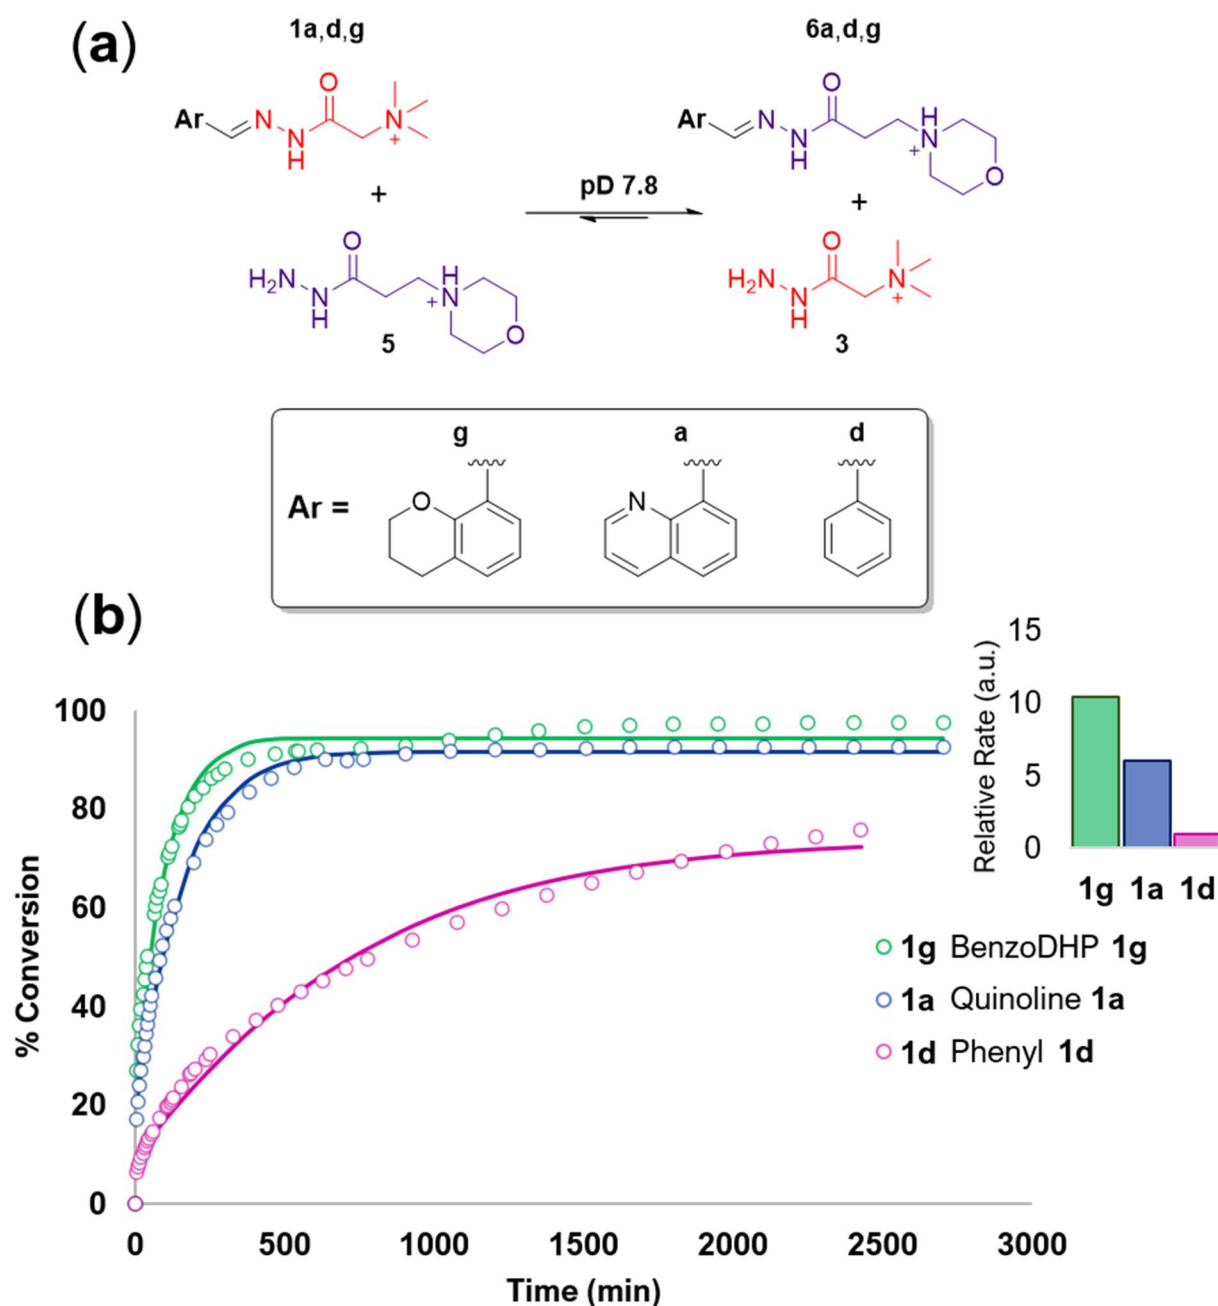 (a)
1a,d,g
6a,d,g
Ar
N
N
H
O
N
+
Ar
N
N
H
O
H
N
+
O
+
pD 7.8
+
H2N
N
H
O
H
N
+
O
5
H2N
N
H
O
N
+
3
Ar =
g
a
d
O
N
(b)
% Conversion
100
80
60
40
20
0
0
500
1000
1500
2000
2500
3000
Time (min)
Relative Rate (a.u.)
15
10
5
0
1g
1a
1d
1g BenzoDHP 1g
1a Quinoline 1a
1d Phenyl 1d